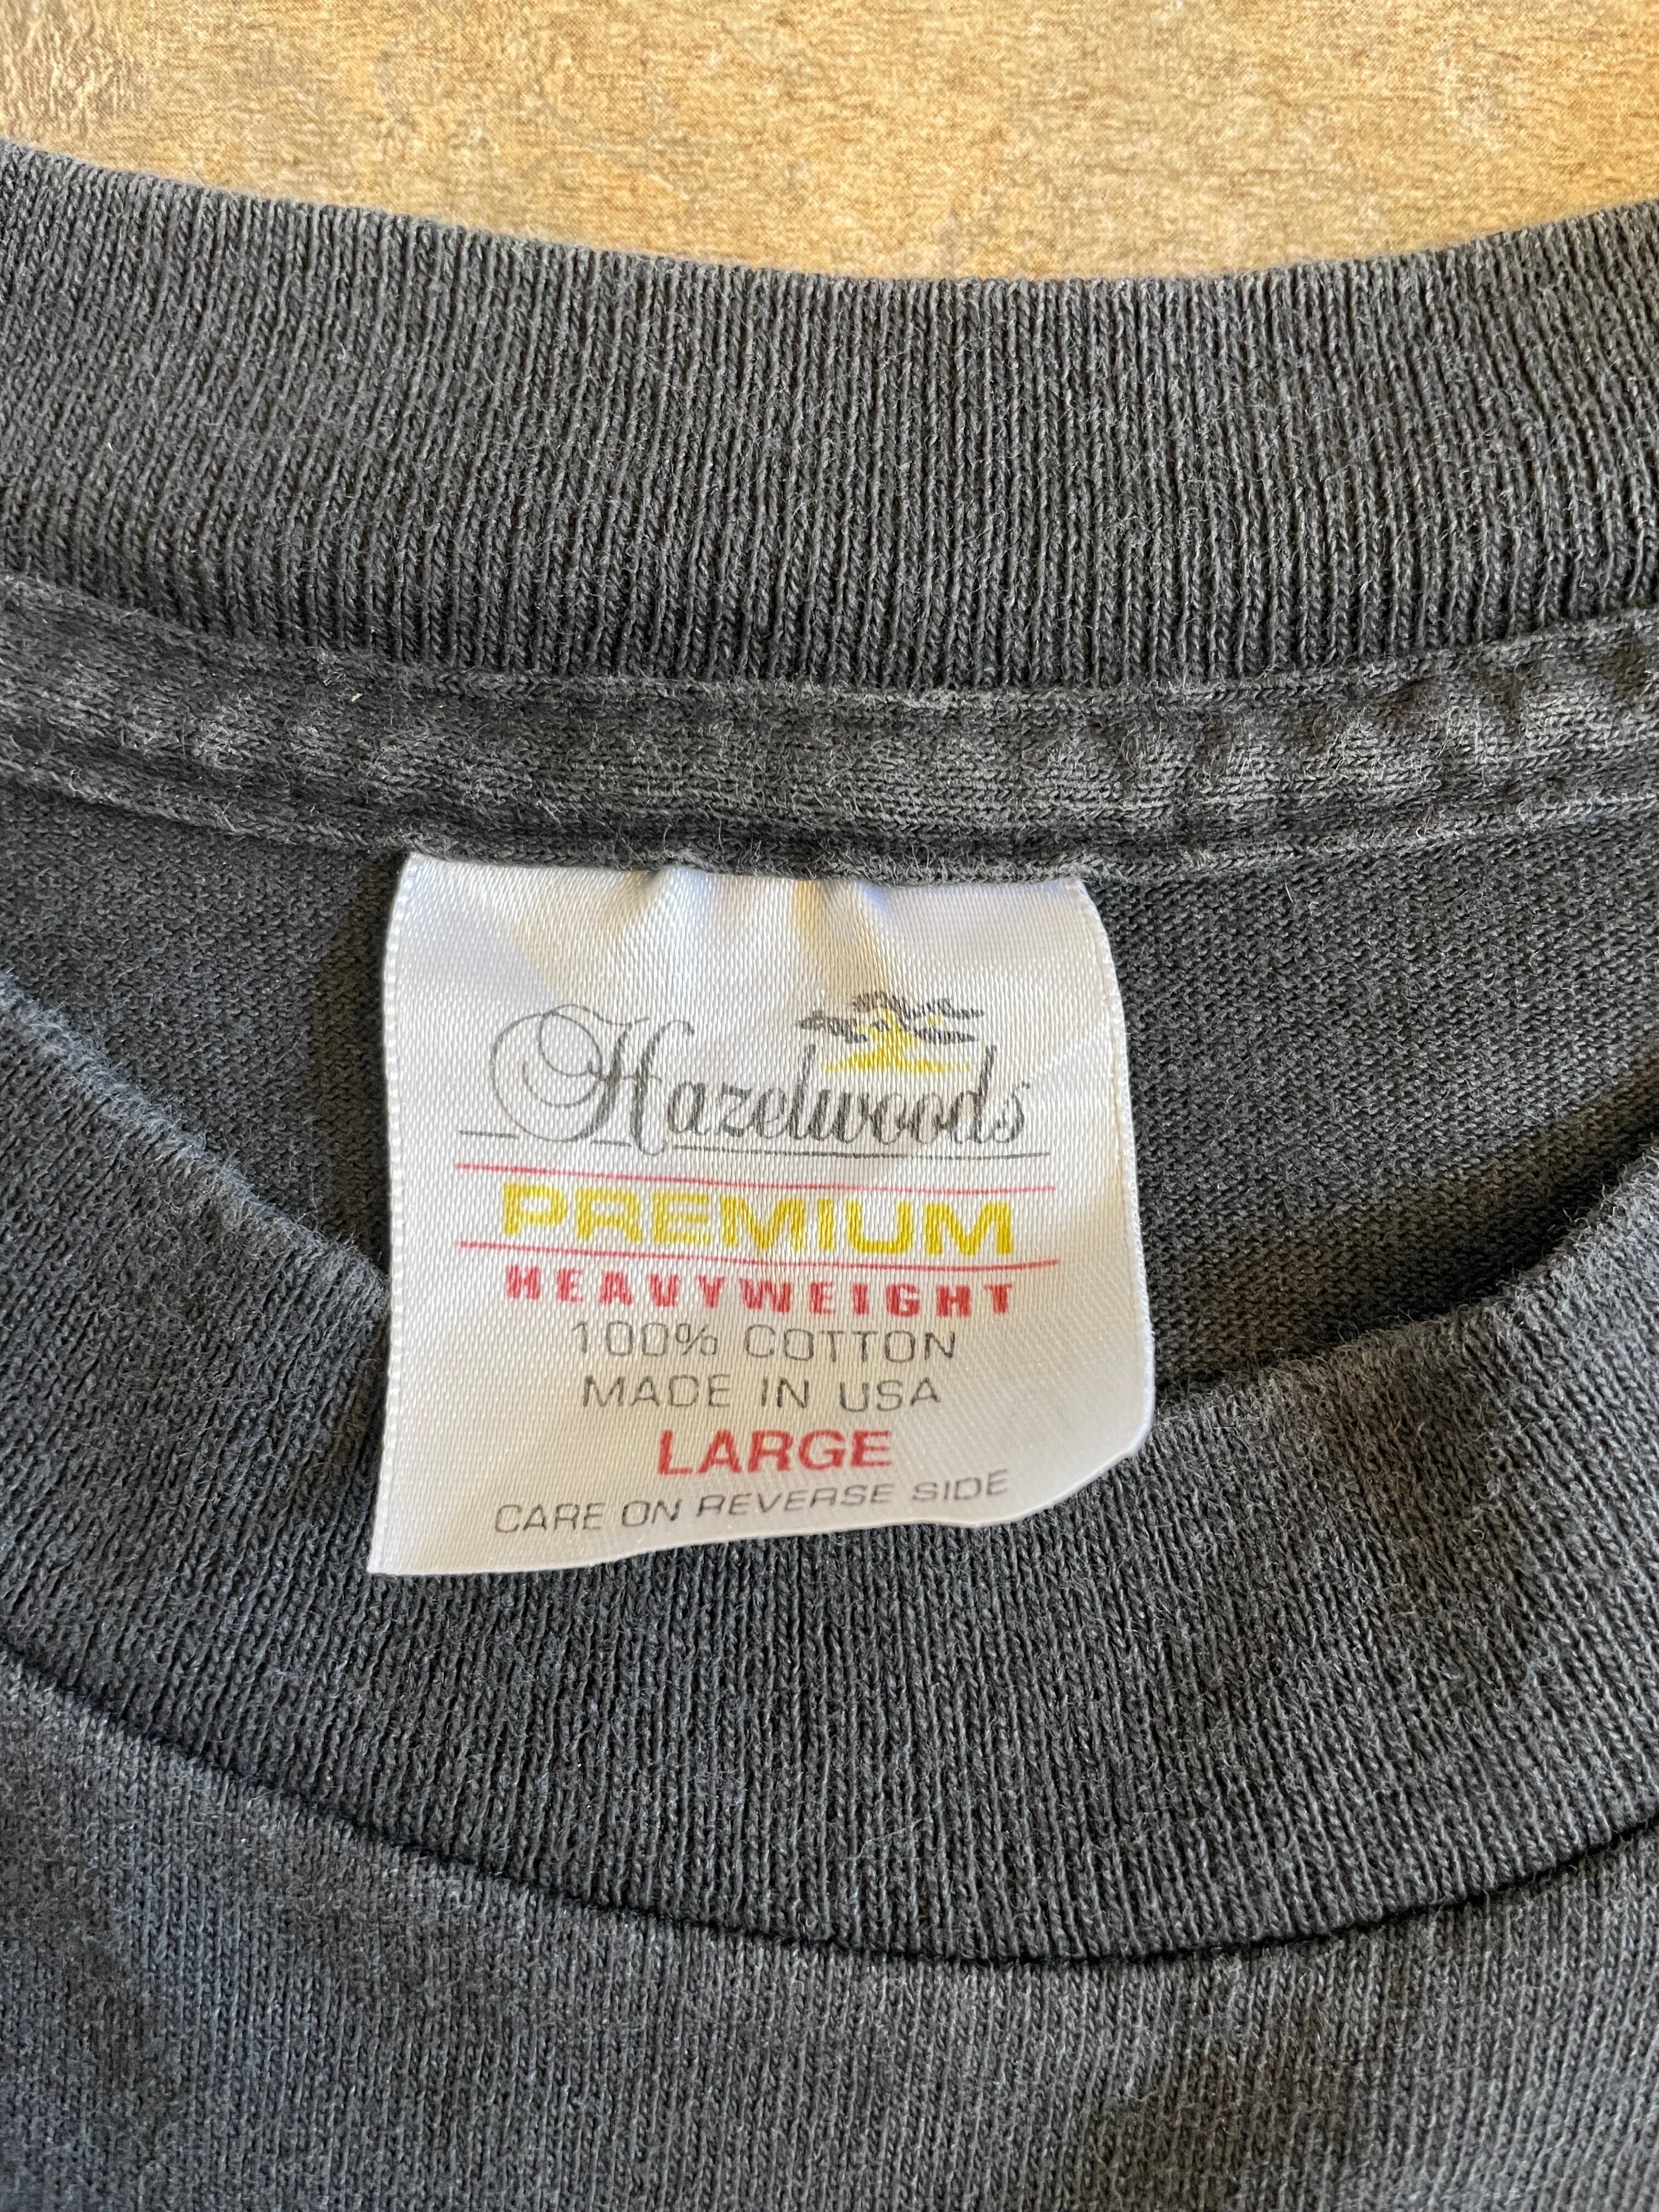 Hazelwoods
PREMIUM
HEAVYWEIGHT
100% COTTON
MADE IN USA
LARGE
CARE ON REVERSE SIDE